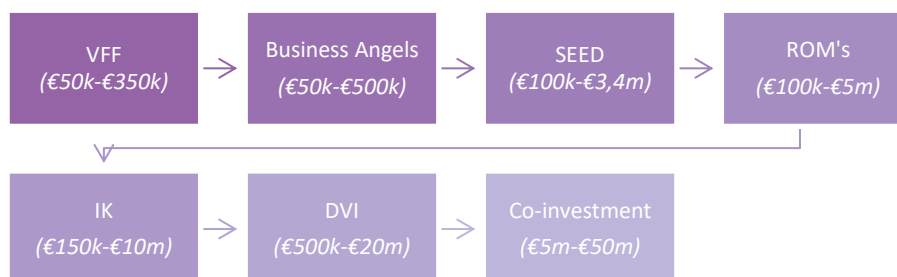 VFF
(€50k-€350k)
Business Angels
(€50k-€500k)
SEED
(€100k-€3,4m)
ROM's
(€100k-€5m)
IK
(€150k-€10m)
DVI
(€500k-€20m)
Co-investment
(€5m-€50m)